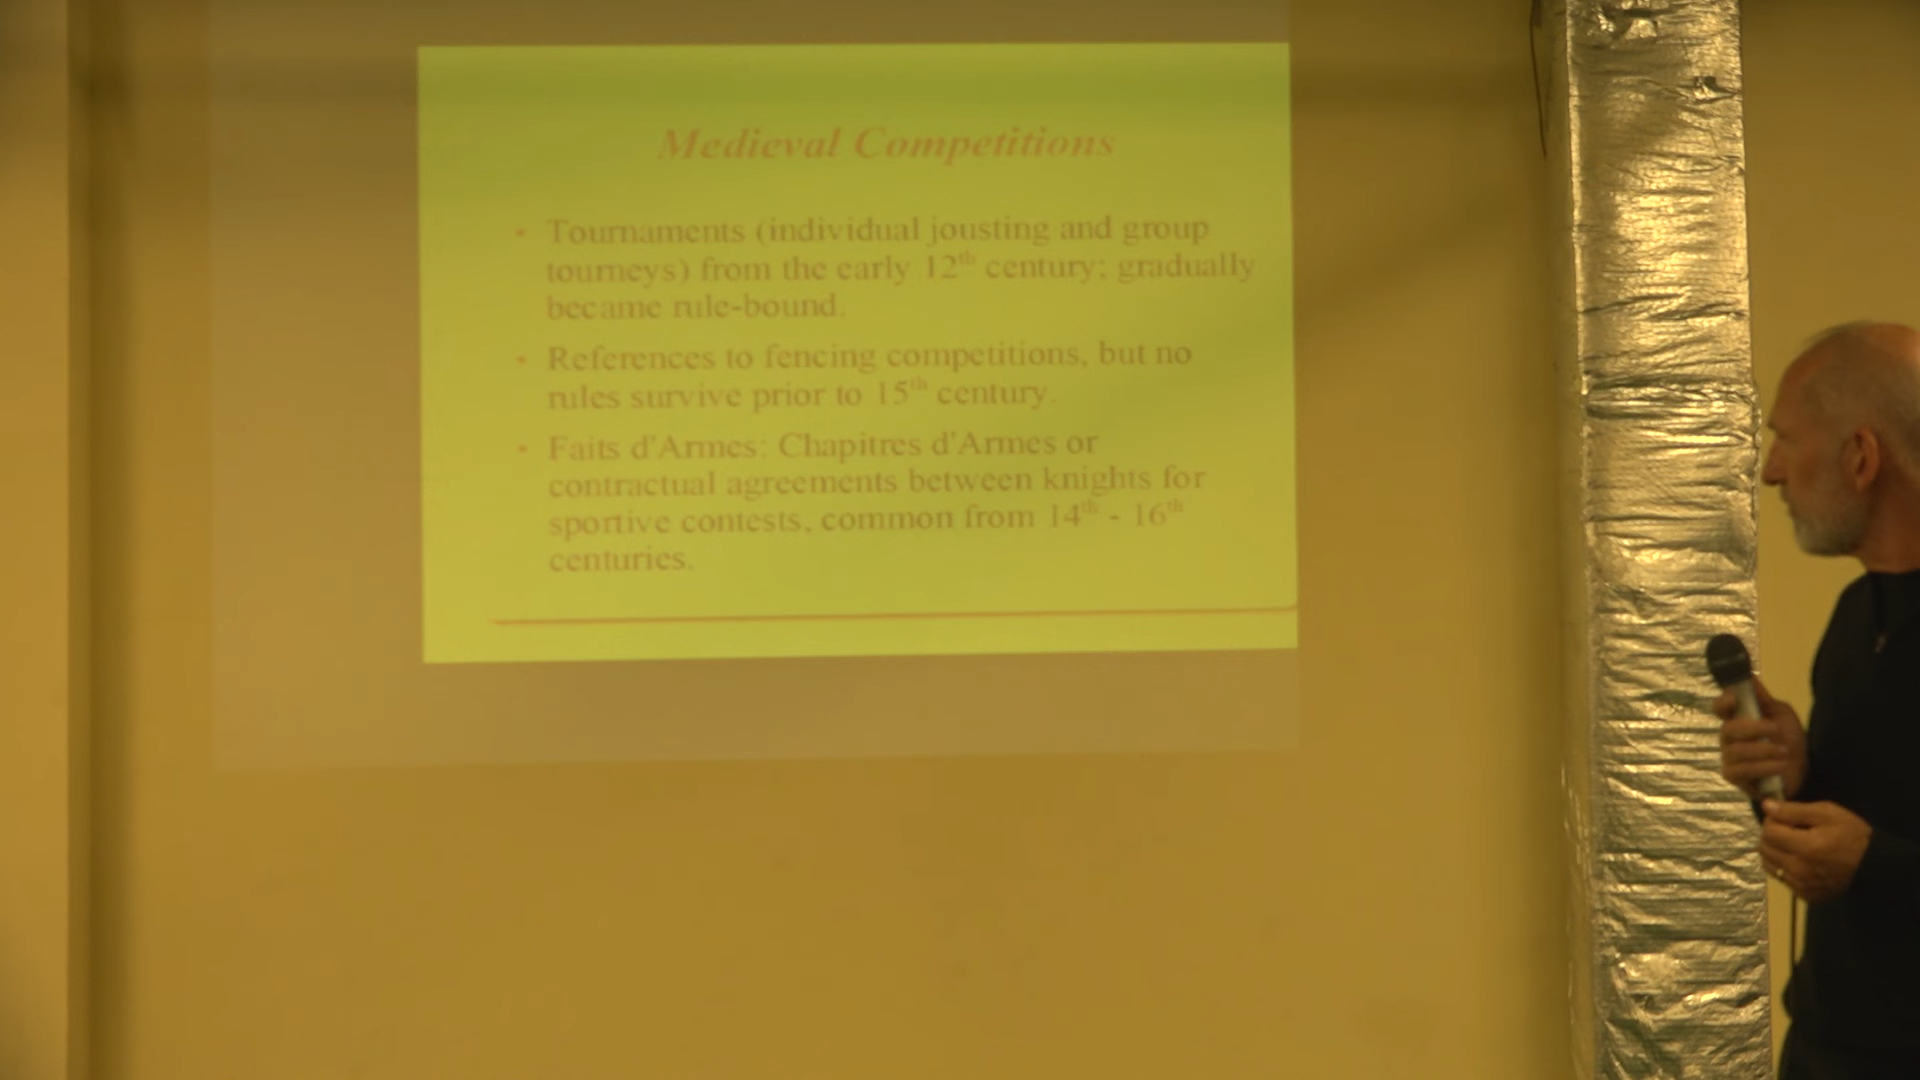 Medieval Competitions
• Tournaments (individual jousting and group
tourneys) from the early 12th century; gradually
became rule-bound.
• References to fencing competitions, but no
rules survive prior to 15th century.
• Faits d'Armes: Chapitres d'Armes or
contractual agreements between knights for
sportive contests, common from 14th - 16th
centuries.